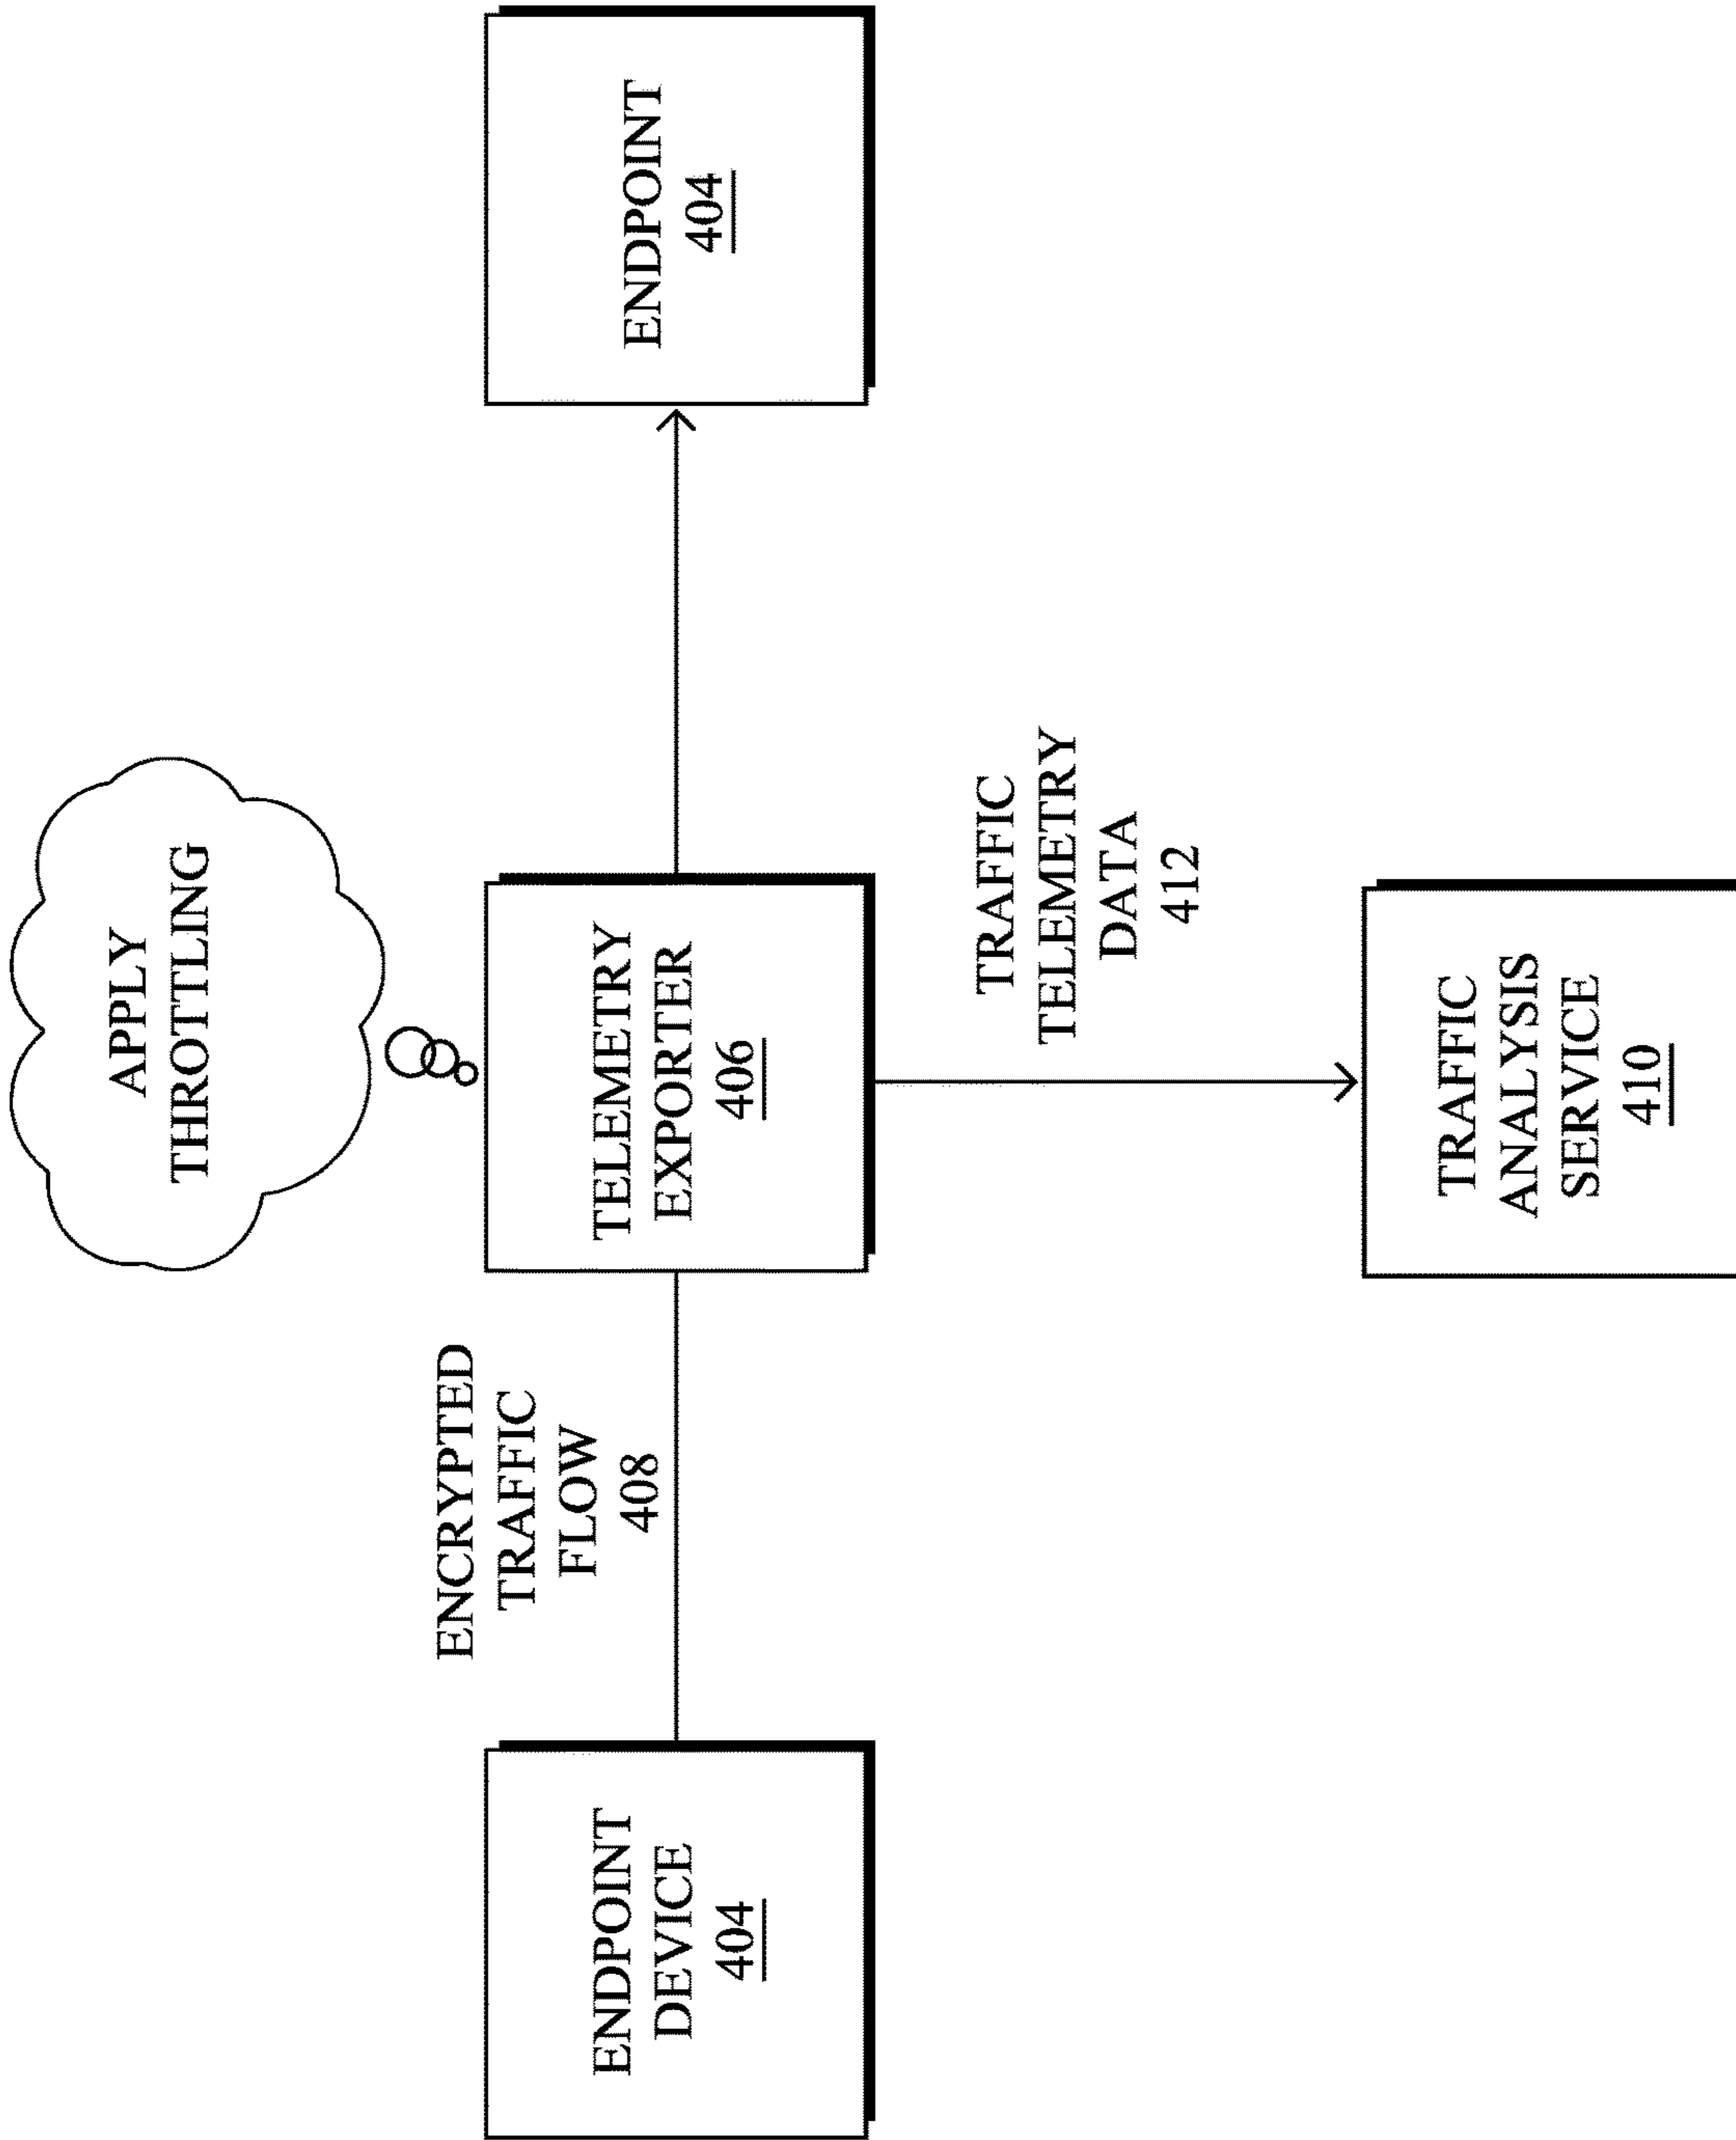 APPLY
THROTTLING
ENDPOINT
DEVICE
404
ENCRYPTED
TRAFFIC
FLOW
408
TELEMETRY
EXPORTER
406
ENDPOINT
404
TRAFFIC
TELEMETRY
DATA
412
TRAFFIC
ANALYSIS
SERVICE
410